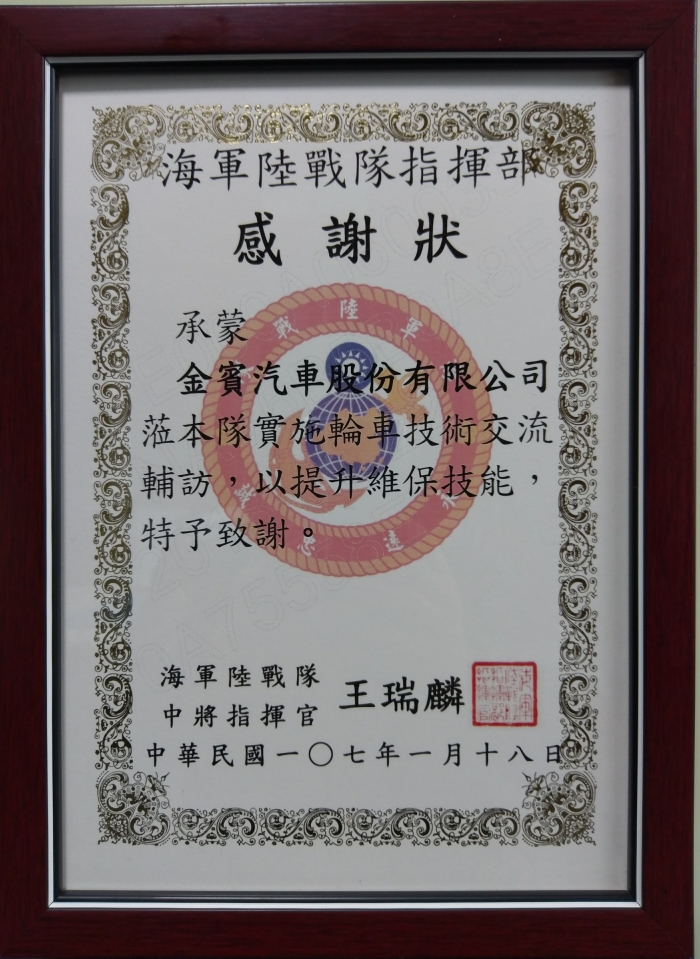 海軍陸戰隊指揮部
感謝狀
陸 戰 軍
承蒙
金賓汽車股份有限公司
蒞本隊實施輪車技術交流
輔訪，以提升維保技能，
特予致謝。
海軍陸戰隊
中將指揮官
王瑞麟
中華民國一〇七年一月十八日